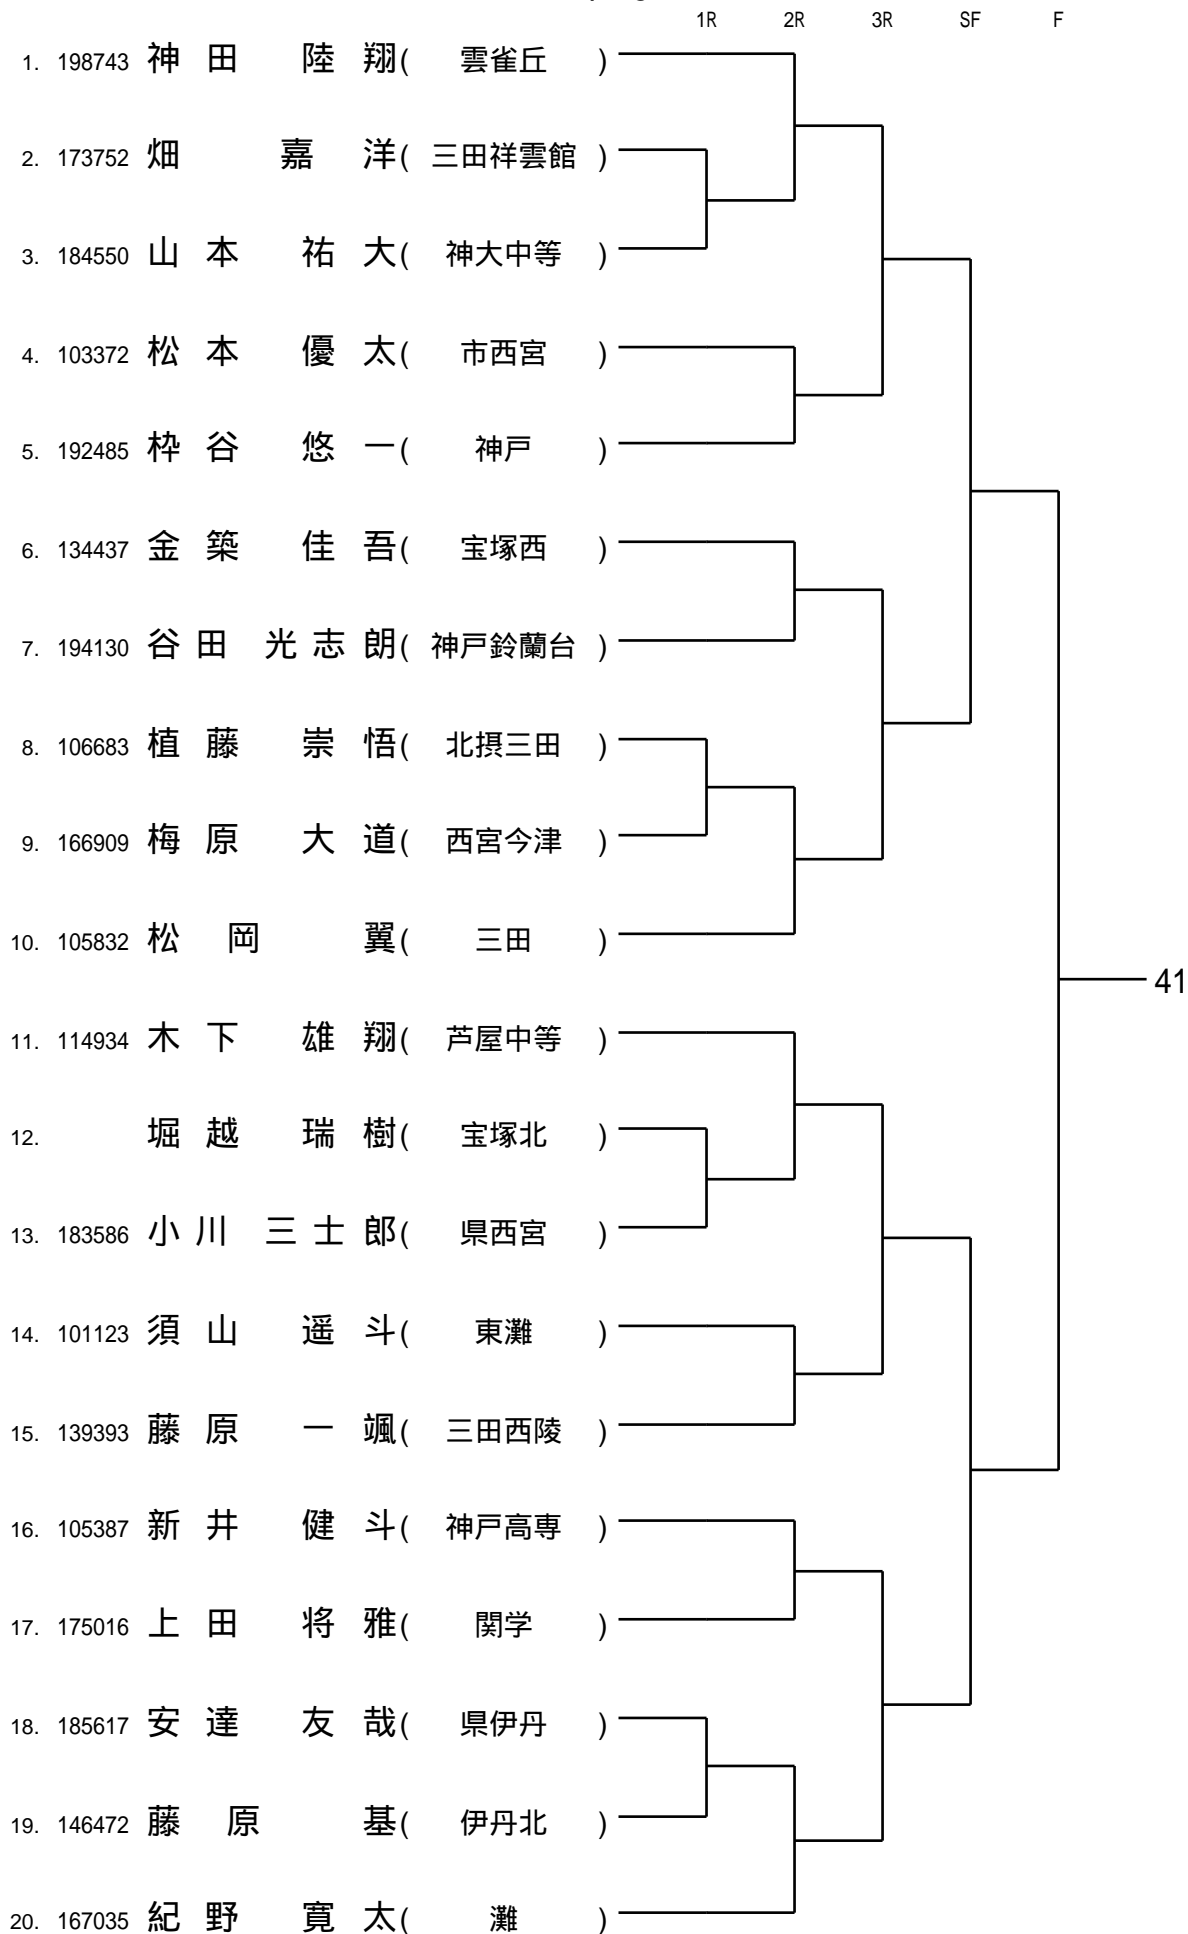 1R 2R 3R SF F
1. 198743 神田 陸翔( 雲雀丘 )
2. 173752 畑 嘉洋( 三田祥雲館 )
3. 184550 山本 祐大( 神大中等 )
4. 103372 松本 優太( 市西宮 )
5. 192485 枠谷 悠一( 神戸 )
6. 134437 金築 佳吾( 宝塚西 )
7. 194130 谷田 光志朗( 神戸鈴蘭台 )
8. 106683 植藤 崇悟( 北摂三田 )
9. 166909 梅原 大道( 西宮今津 )
10. 105832 松岡 翼( 三田 )
41
11. 114934 木下 雄翔( 芦屋中等 )
12. 堀越 瑞樹( 宝塚北 )
13. 183586 小川 三士郎( 県西宮 )
14. 101123 須山 遥斗( 東灘 )
15. 139393 藤原 一颯( 三田西陵 )
16. 105387 新井 健斗( 神戸高専 )
17. 175016 上田 将雅( 関学 )
18. 185617 安達 友哉( 県伊丹 )
19. 146472 藤原 基( 伊丹北 )
20. 167035 紀野 寛太( 灘 )